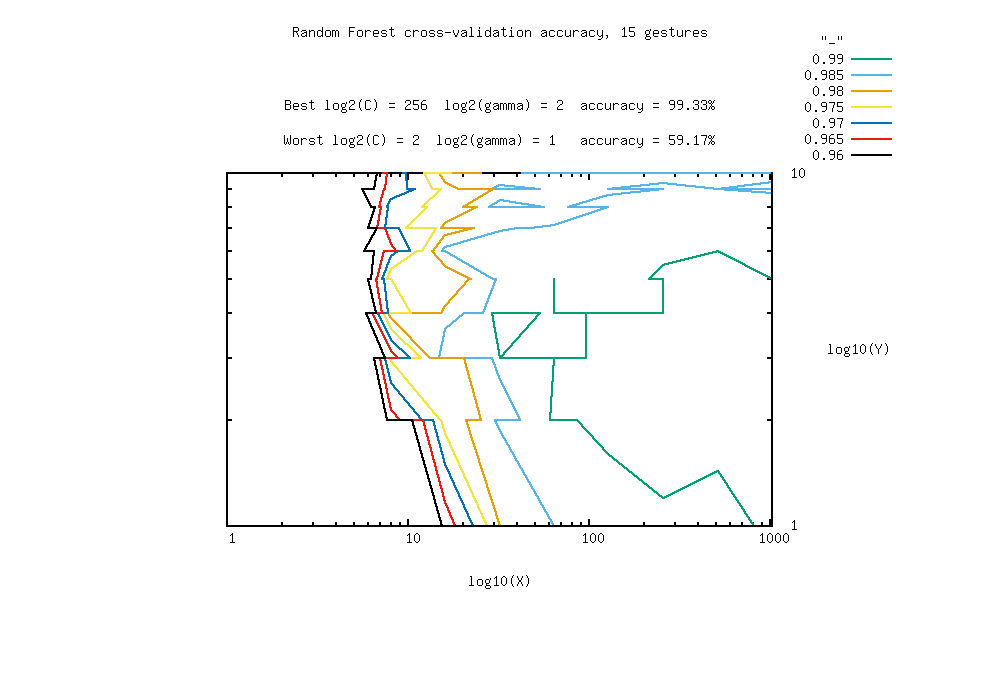 Random Forest cross-validation accuracy, 15 gestures
"_"
0.99
0.985
0.98
0.975
0.97
0.965
0.96
Best log2(C) = 256  log2(gamma) = 2  accuracy = 99.33%
Worst log2(C) = 2  log2(gamma) = 1   accuracy = 59.17%
10
log10(Y)
1
1 10 100 1000
log10(X)